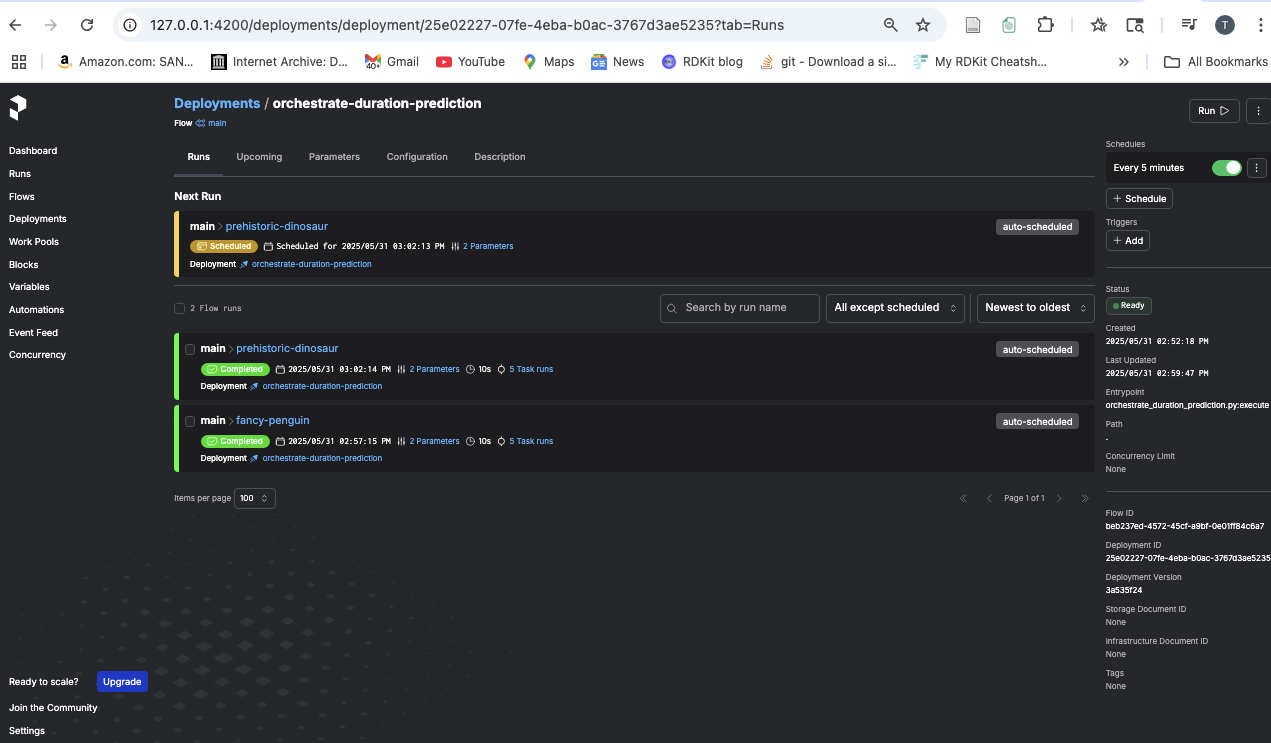 127.0.0.1:4200/deployments/deployment/25e02227-07fe-4eba-b0ac-3767d3ae5235?tab=Runs
T
Amazon.com: SAN...
Internet Archive: D...
40+
Gmail
YouTube
Maps
News
RDKit blog
git - Download a si...
My RDKit Cheatsh...
»
All Bookmarks
Deployments / orchestrate-duration-prediction
Flow main
Run
Dashboard
Runs
Flows
Deployments
Work Pools
Blocks
Variables
Automations
Event Feed
Concurrency
Runs
Upcoming
Parameters
Configuration
Description
Next Run
main > prehistoric-dinosaur
auto-scheduled
Scheduled Scheduled for 2025/05/31 03:02:13 PM 2 Parameters
Deployment orchestrate-duration-prediction
2 Flow runs
Search by run name
All except scheduled
Newest to oldest
main > prehistoric-dinosaur
auto-scheduled
Completed 2025/05/31 03:02:14 PM 2 Parameters 10s 5 Task runs
Deployment orchestrate-duration-prediction
main > fancy-penguin
auto-scheduled
Completed 2025/05/31 02:57:15 PM 2 Parameters 10s 5 Task runs
Deployment orchestrate-duration-prediction
Items per page 100
Page 1 of 1
Schedules
Every 5 minutes
+ Schedule
Triggers
+ Add
Status
Ready
Created
2025/05/31 02:52:18 PM
Last Updated
2025/05/31 02:59:47 PM
Entrypoint
orchestrate_duration_prediction.py:execute
Path
.
Concurrency Limit
None
Flow ID
beb237ed-4572-45cf-a9bf-0e01ff84c6a7
Deployment ID
25e02227-07fe-4eba-b0ac-3767d3ae5235
Deployment Version
3a535f24
Storage Document ID
None
Infrastructure Document ID
None
Tags
None
Ready to scale?
Upgrade
Join the Community
Settings